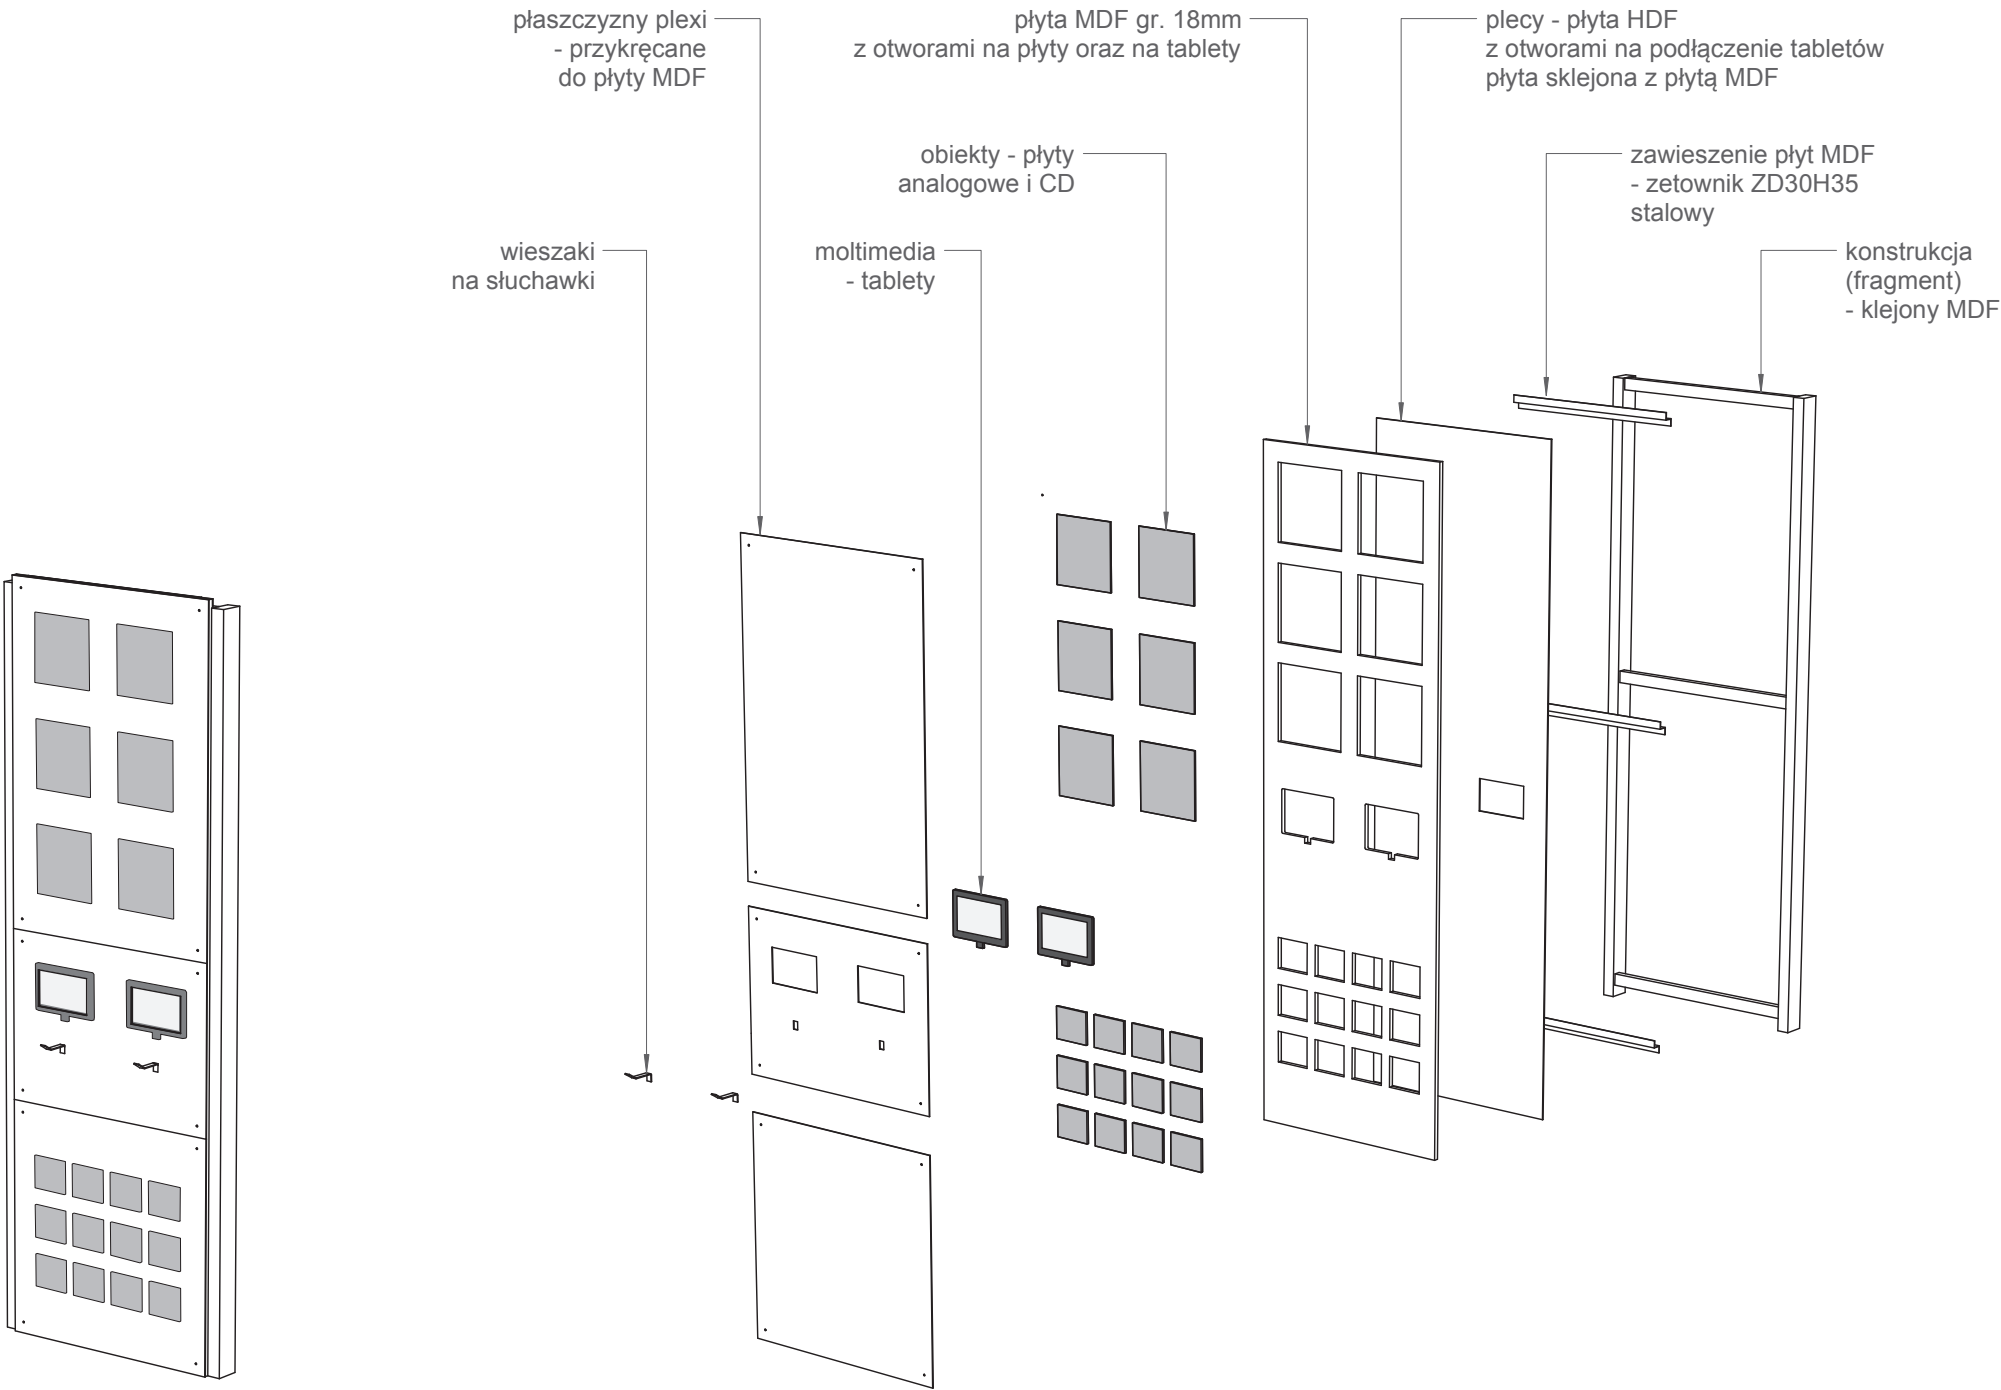 płaszczyzny plexi
- przykręcane
do płyty MDF
płyta MDF gr. 18mm
z otworami na płyty oraz na tablety
plecy - płyta HDF
z otworami na podłączenie tabletów
płyta sklejona z płytą MDF
obiekty - płyty
analogowe i CD
zawieszenie płyt MDF
- zetownik ZD30H35
stalowy
wieszaki
na słuchawki
moltimedia
- tablety
konstrukcja
(fragment)
- klejony MDF